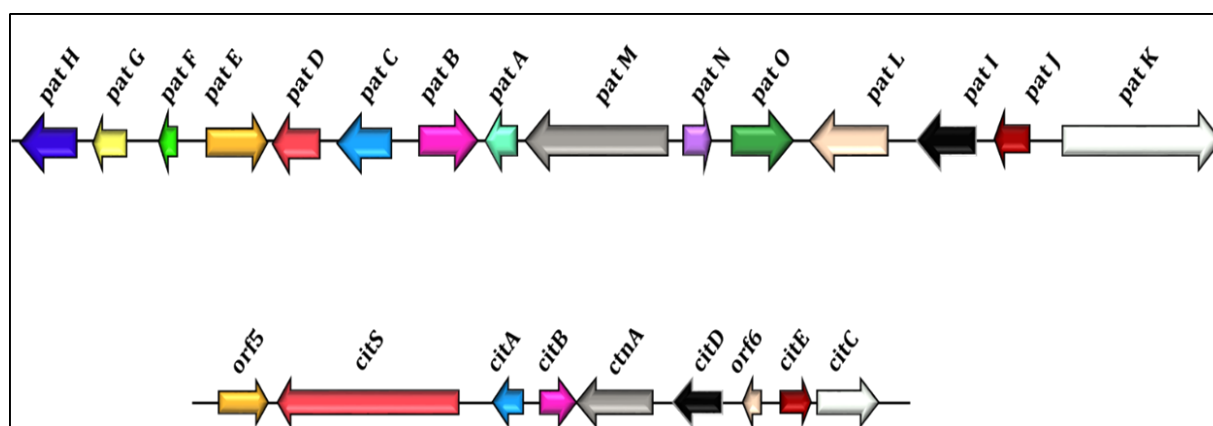 pat H pat G pat F pat E pat D pat C pat B pat A pat M pat N pat O pat L pat I pat J pat K
orf5 citS citA citB ctnA citD orf6 citE citC